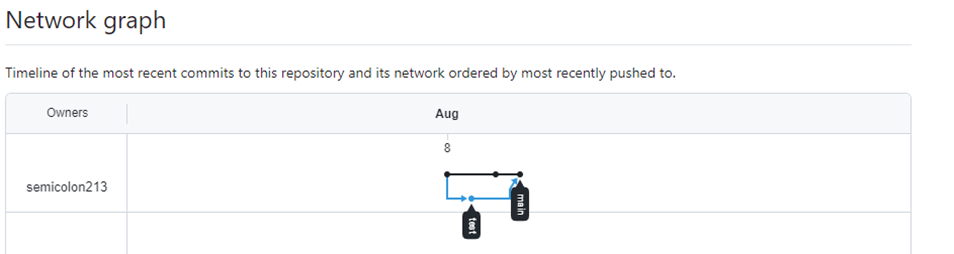 Network graph
Timeline of the most recent commits to this repository and its network ordered by most recently pushed to.
Owners
Aug
8
semicolon213
main
test